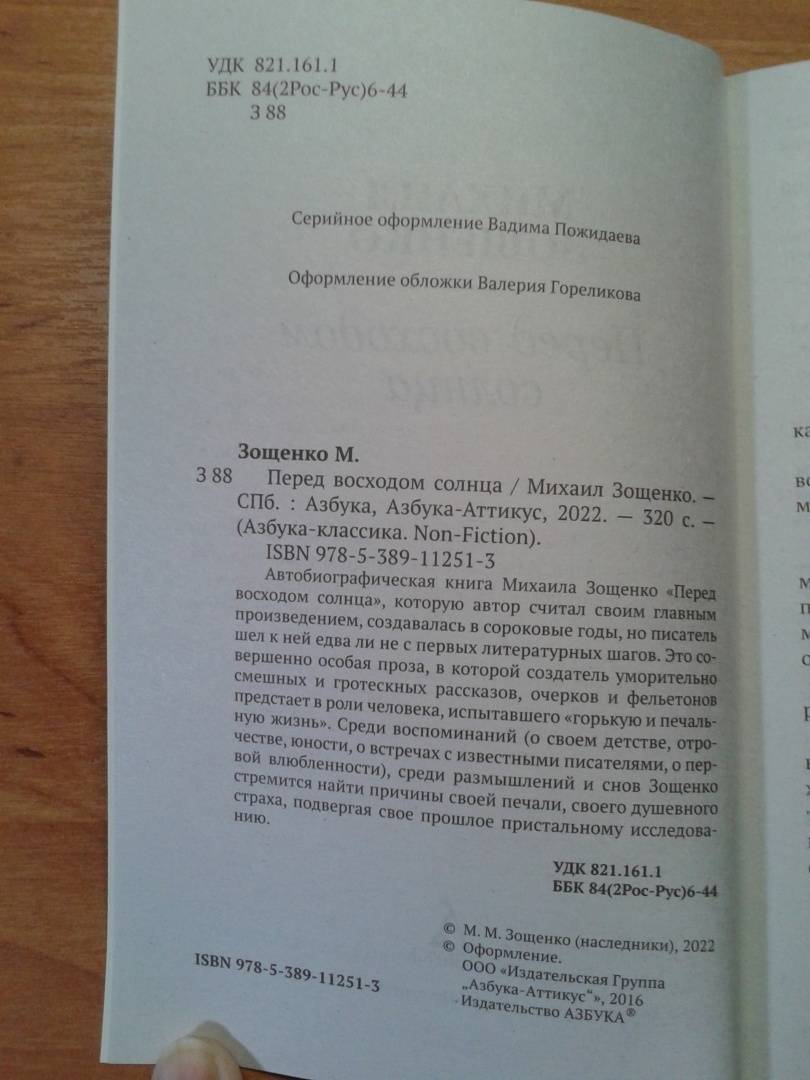 УДК 821.161.1
ББК 84(2Рос-Рус)6-44
З 88
Серийное оформление Вадима Пожидаева
Оформление обложки Валерия Гореликова
Зощенко М.
З 88 Перед восходом солнца / Михаил Зощенко. –
СПб. : Азбука, Азбука-Аттикус, 2022. — 320 с. –
(Азбука-классика. Non-Fiction).
ISBN 978-5-389-11251-3
Автобиографическая книга Михаила Зощенко «Перед
восходом солнца», которую автор считал своим главным
произведением, создавалась в сороковые годы, но писатель
шел к ней едва ли не с первых литературных шагов. Это со-
вершенно особая проза, в которой создатель уморительно
смешных и гротескных рассказов, очерков и фельетонов
предстает в роли человека, испытавшего «горькую и печаль-
ную жизнь». Среди воспоминаний (о своем детстве, отро-
честве, юности, о встречах с известными писателями, о пер-
вой влюбленности), среди размышлений и снов Зощенко
стремится найти причины своей печали, своего душевного
страха, подвергая свое прошлое пристальному исследова-
нию.
УДК 821.161.1
ББК 84(2Рос-Рус)6-44
© М. М. Зощенко (наследники), 2022
© Оформление.
ООО «Издательская Группа
„Азбука-Аттикус“», 2016
Издательство АЗБУКА®
ISBN 978-5-389-11251-3